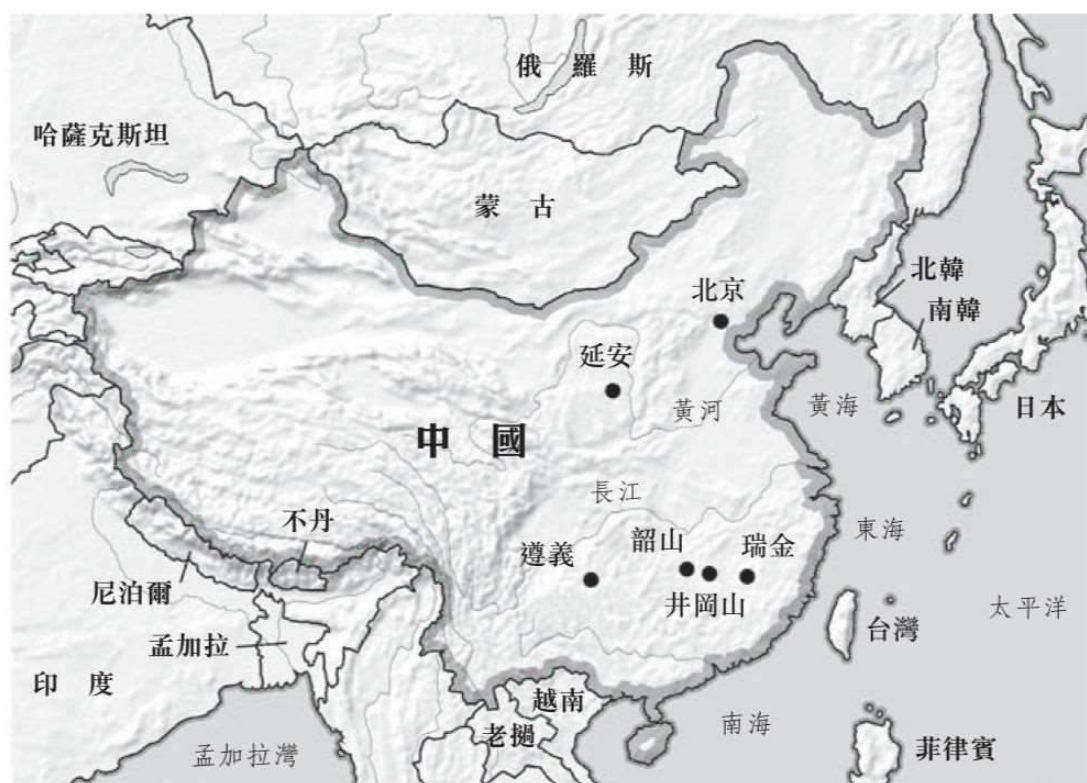 俄羅斯
哈薩克斯坦
蒙古
北韓
北京
南韓
延安
日本
黃河
黃海
中國
長江
不丹
東海
韶山
瑞金
遵義
尼泊爾
井岡山
太平洋
台灣
孟加拉
印度
越南
南海
老撾
菲律賓
孟加拉灣